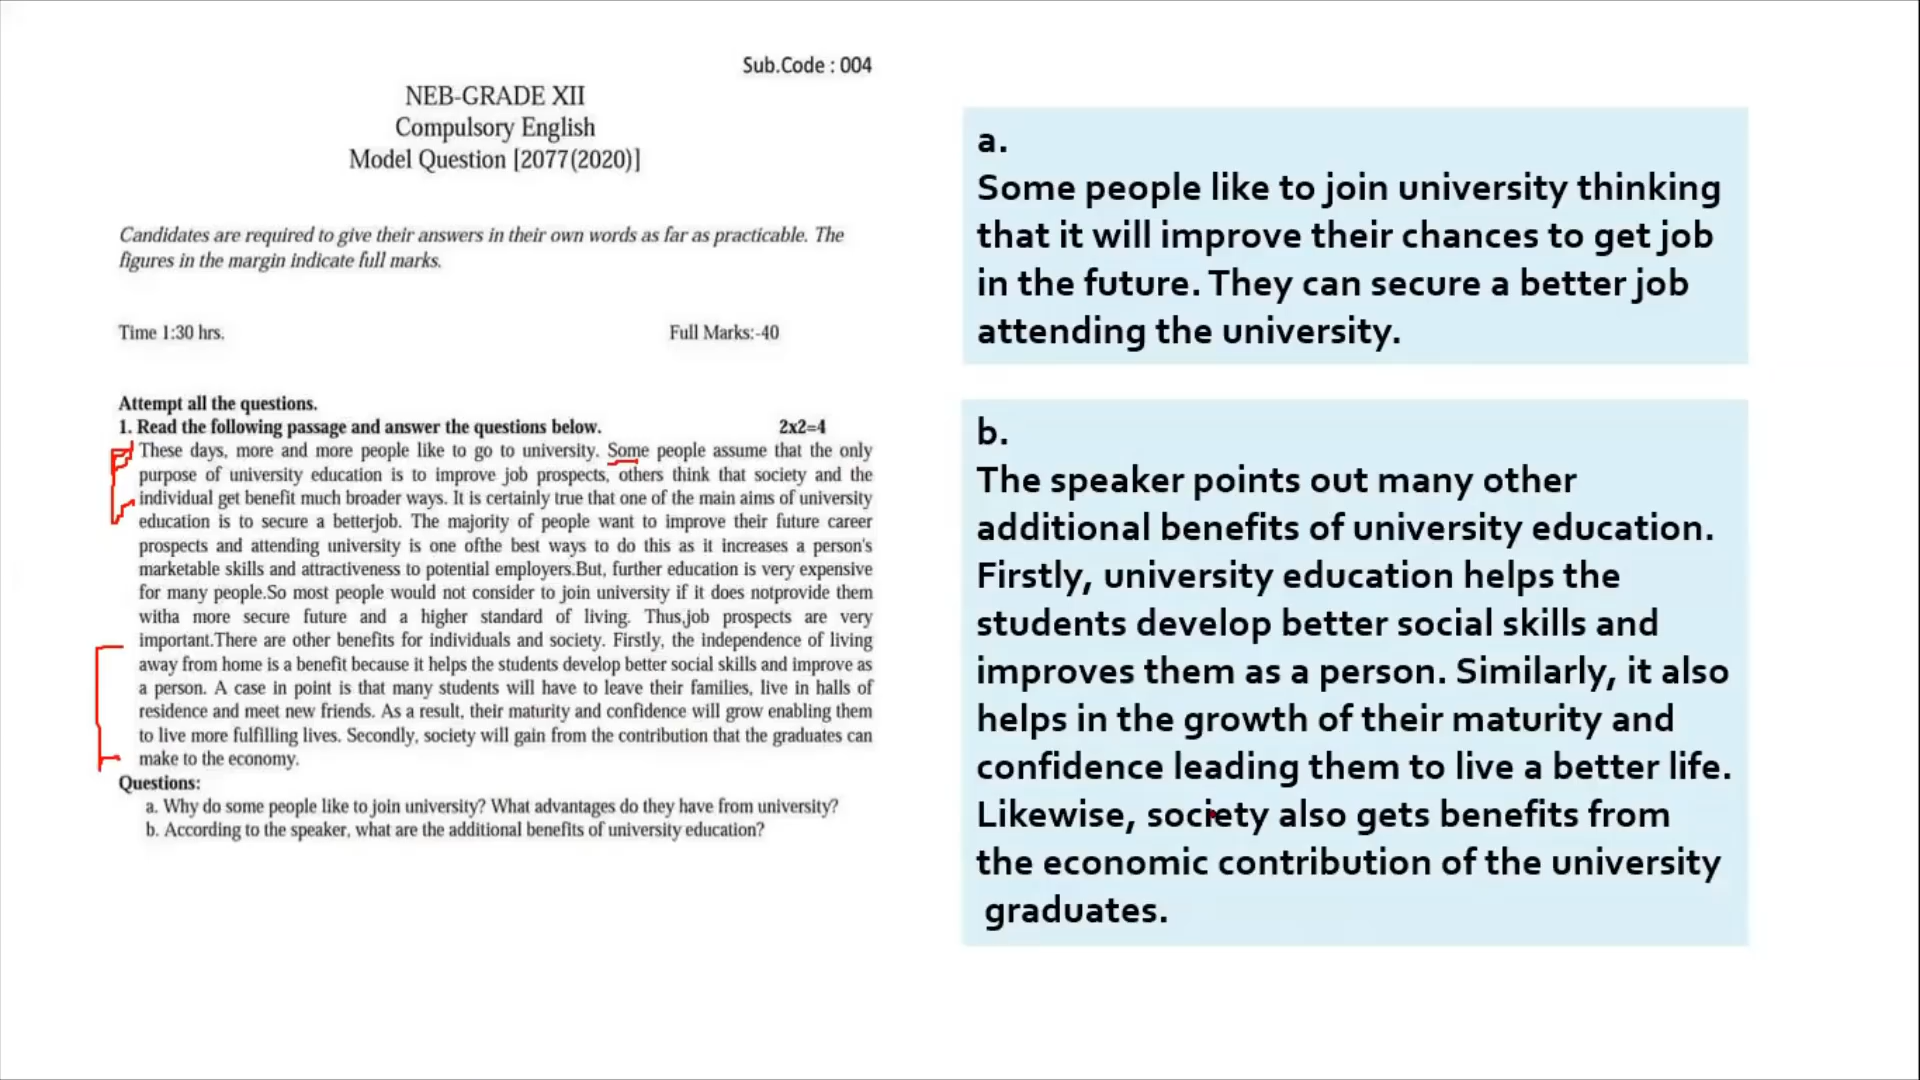 Sub.Code : 004
NEB-GRADE XII
Compulsory English
Model Question [2077(2020)]
Candidates are required to give their answers in their own words as far as practicable. The
figures in the margin indicate full marks.
Time 1:30 hrs. Full Marks:-40
Attempt all the questions.
1. Read the following passage and answer the questions below. 2x2=4
These days, more and more people like to go to university. Some people assume that the only
purpose of university education is to improve job prospects, others think that society and the
individual get benefit much broader ways. It is certainly true that one of the main aims of university
education is to secure a betterjob. The majority of people want to improve their future career
prospects and attending university is one ofthe best ways to do this as it increases a person's
marketable skills and attractiveness to potential employers.But, further education is very expensive
for many people.So most people would not consider to join university if it does notprovide them
witha more secure future and a higher standard of living. Thus,job prospects are very
important.There are other benefits for individuals and society. Firstly, the independence of living
away from home is a benefit because it helps the students develop better social skills and improve as
a person. A case in point is that many students will have to leave their families, live in halls of
residence and meet new friends. As a result, their maturity and confidence will grow enabling them
to live more fulfilling lives. Secondly, society will gain from the contribution that the graduates can
make to the economy.
Questions:
a. Why do some people like to join university? What advantages do they have from university?
b. According to the speaker, what are the additional benefits of university education?
a.
Some people like to join university thinking
that it will improve their chances to get job
in the future. They can secure a better job
attending the university.
b.
The speaker points out many other
additional benefits of university education.
Firstly, university education helps the
students develop better social skills and
improves them as a person. Similarly, it also
helps in the growth of their maturity and
confidence leading them to live a better life.
Likewise, society also gets benefits from
the economic contribution of the university
graduates.